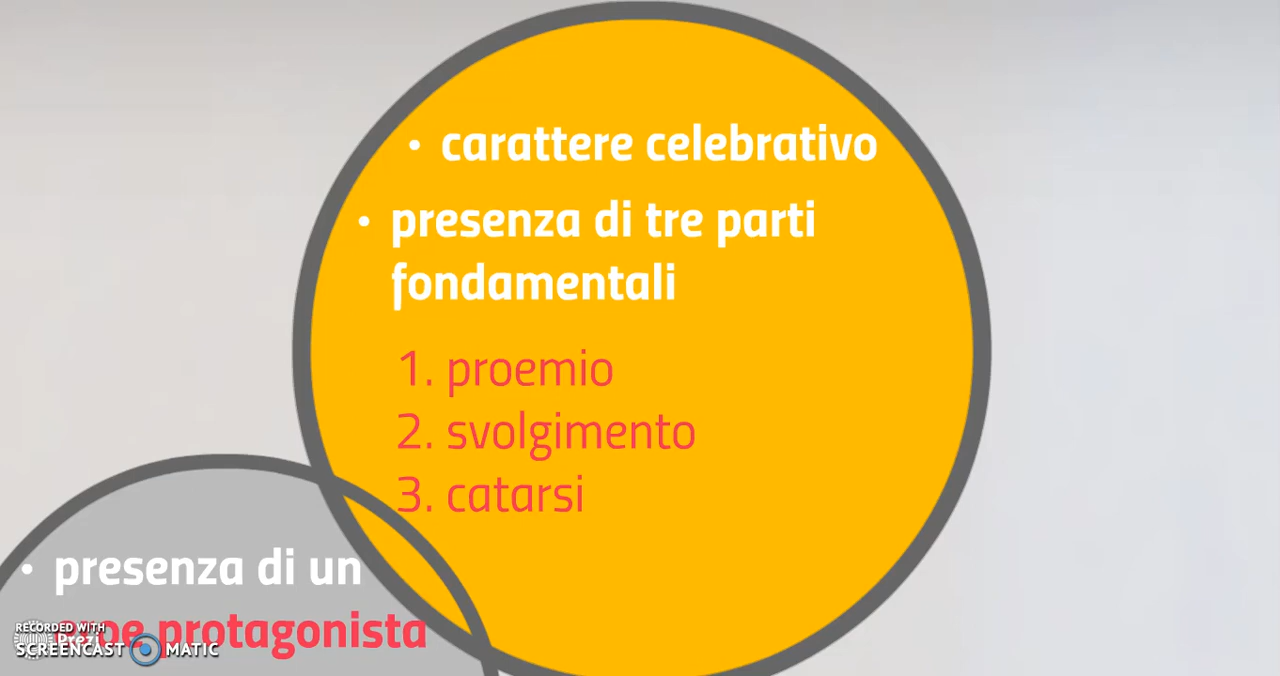 • carattere celebrativo
• presenza di tre parti
fondamentali
1. proemio
2. svolgimento
3. catarsi
• presenza di un
protagonista
RECORDED WITH
Prezi
SCREENCAST MATIC